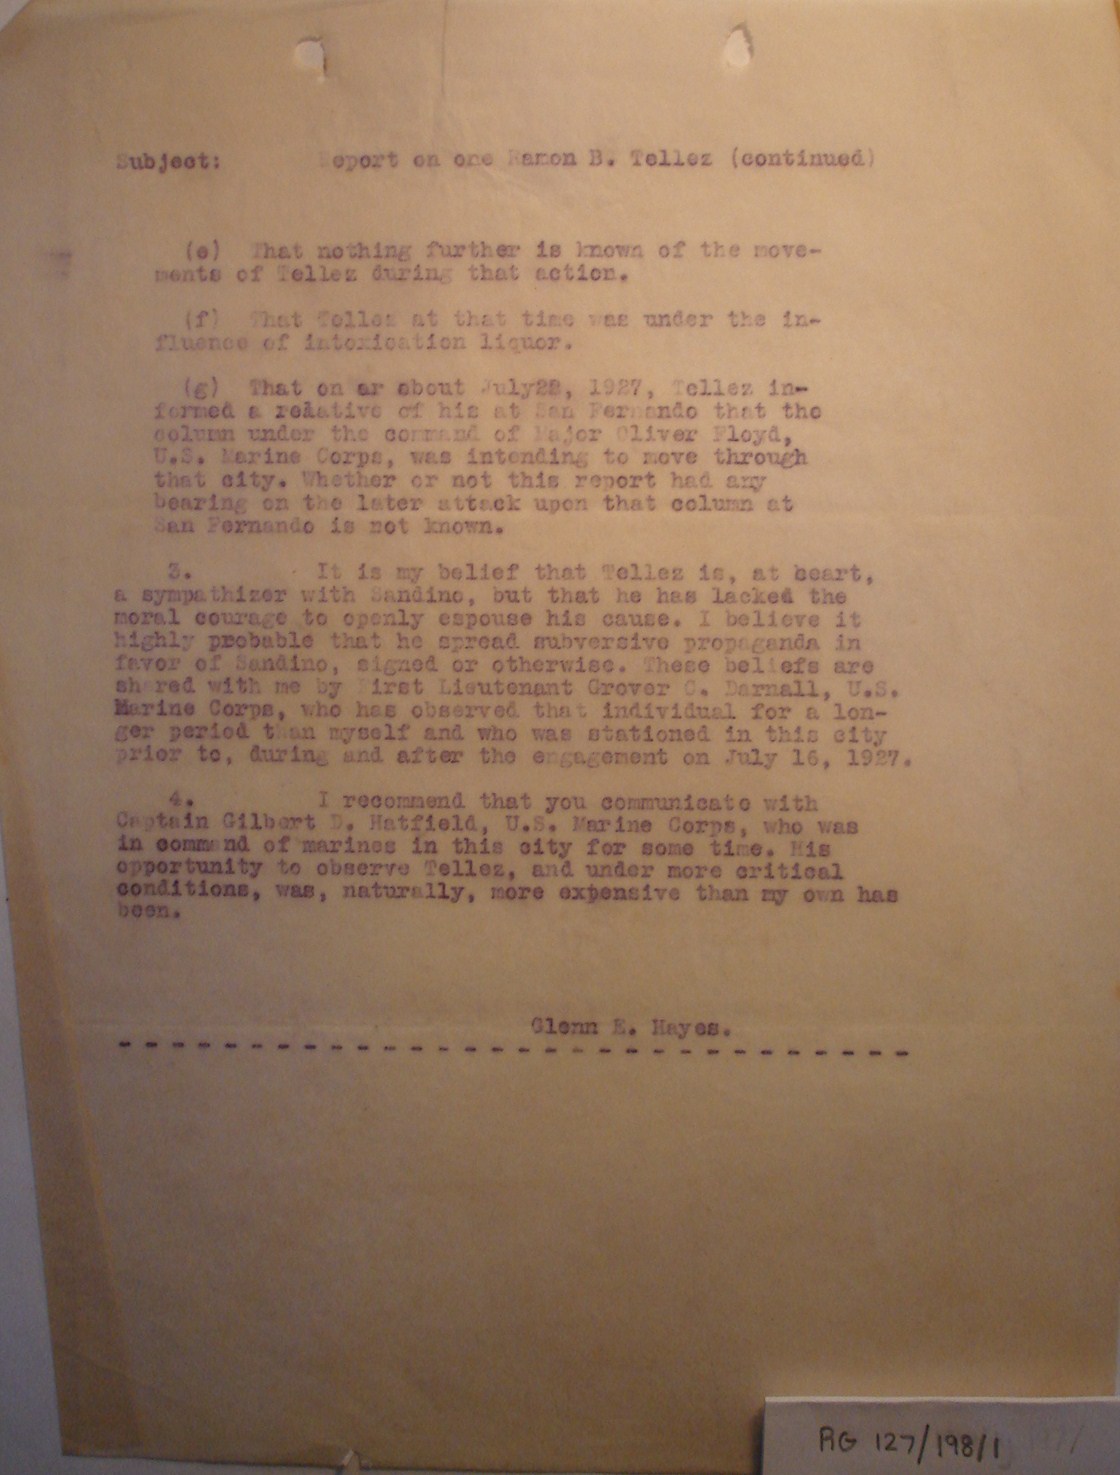 Subject: Report on one Ramon B. Tellez (continued)
(e) That nothing further is known of the move-
ments of Tellez during that action.
(f) That Tellez at that time was under the in-
fluence of intoxication liquor.
(g) That on or about July22, 1927, Tellez in-
formed a relative of his at San Fernando that the
column under the command of Major Oliver Floyd,
U.S. Marine Corps, was intending to move through
that city. Whether or not this report had any
bearing on the later attack upon that column at
San Fernando is not known.
3. It is my belief that Tellez is, at heart,
a sympathizer with Sandino, but that he has lacked the
moral courage to openly espouse his cause. I believe it
highly probable that he spread subversive propaganda in
favor of Sandino, signed or otherwise. These beliefs are
shared with me by First Lieutenant Grover C. Darnall, U.S.
Marine Corps, who has observed that individual for a lon-
ger period than myself and who was stationed in this city
prior to, during and after the engagement on July 16, 1927.
4. I recommend that you communicate with
Captain Gilbert D. Hatfield, U.S. Marine Corps, who was
in command of marines in this city for some time. His
opportunity to observe Tellez, and under more critical
conditions, was, naturally, more expensive than my own has
been.
Glenn E. Hayes.
- - - - - - - - - - - - - - - - - - - - - - - - - - - - - - -
RG 127/198/1